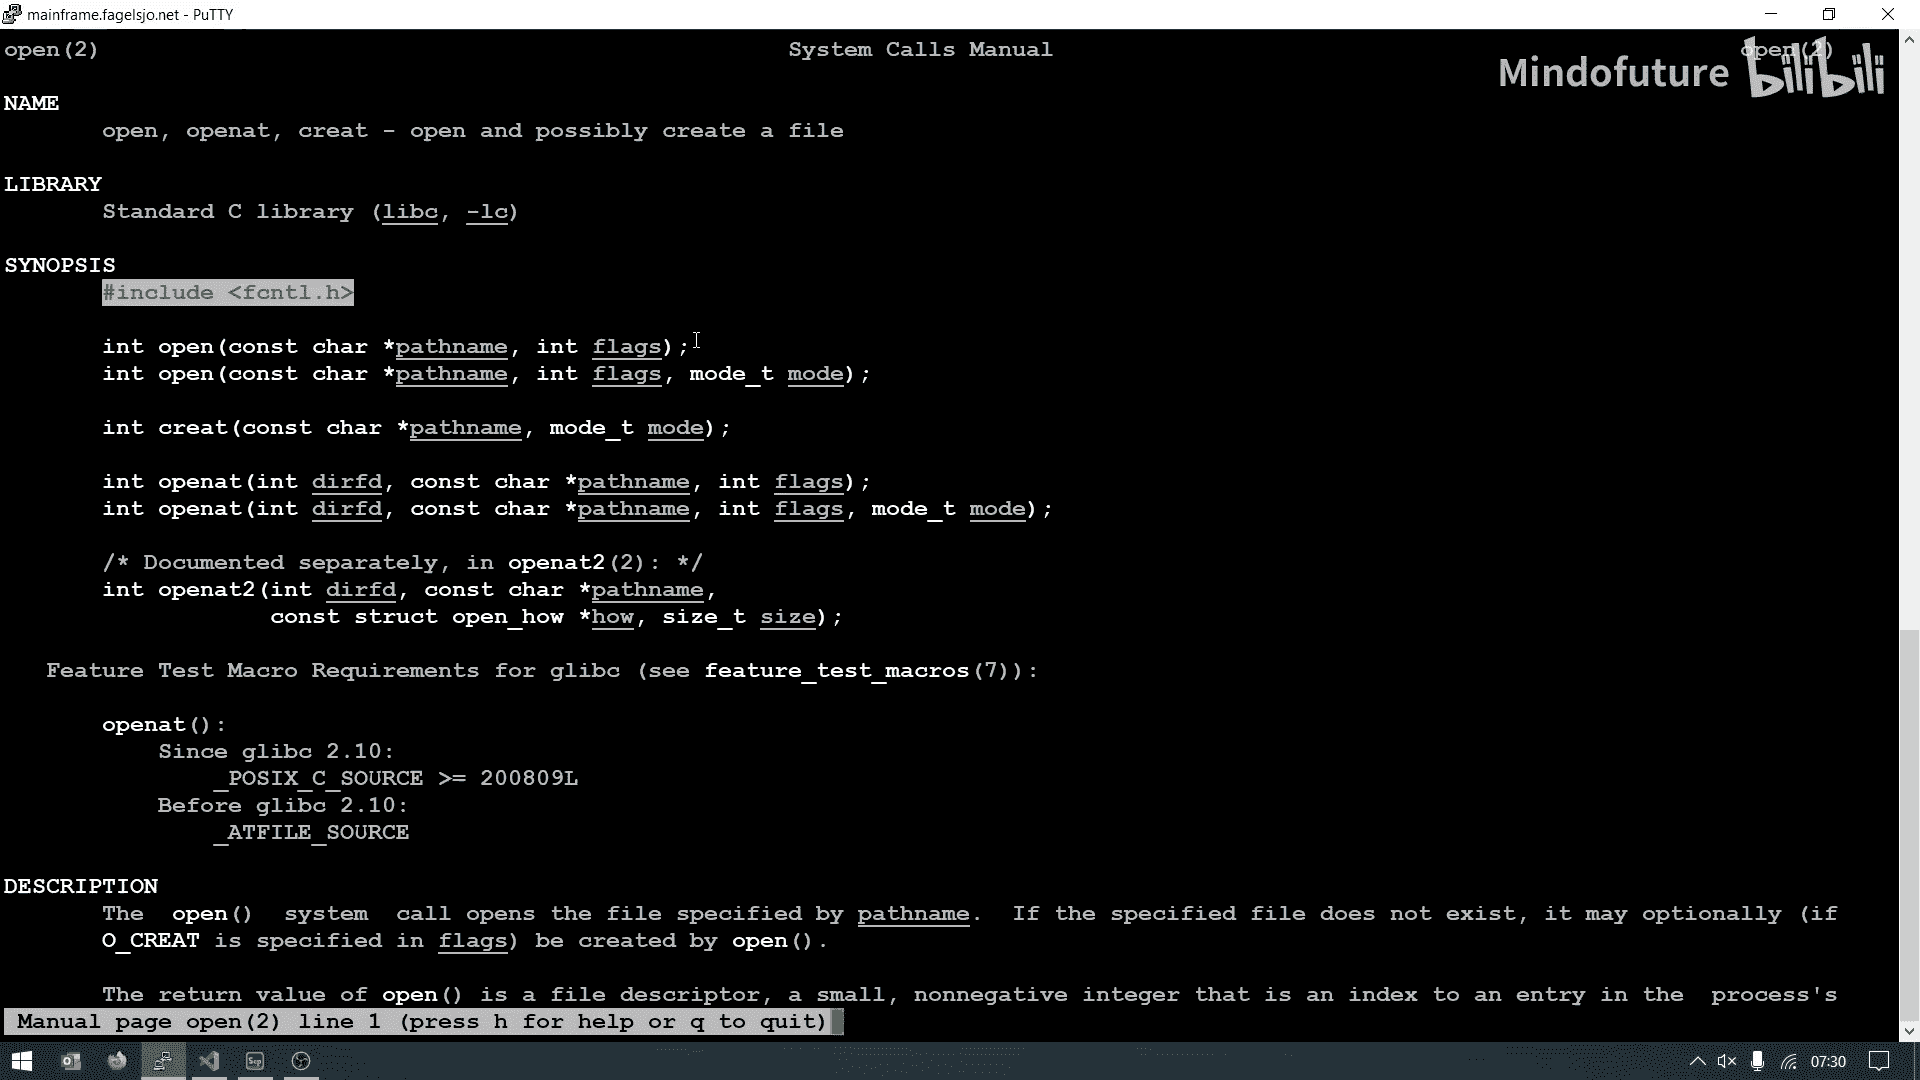 mainframe.fagelsjo.net - PuTTY
open(2) System Calls Manual open(2)
Mindofuture bilibili
NAME
open, openat, creat - open and possibly create a file
LIBRARY
Standard C library (libc, -lc)
SYNOPSIS
#include <fcntl.h>
int open(const char *pathname, int flags);
int open(const char *pathname, int flags, mode_t mode);
int creat(const char *pathname, mode_t mode);
int openat(int dirfd, const char *pathname, int flags);
int openat(int dirfd, const char *pathname, int flags, mode_t mode);
/* Documented separately, in openat2(2): */
int openat2(int dirfd, const char *pathname,
const struct open_how *how, size_t size);
Feature Test Macro Requirements for glibc (see feature_test_macros(7)):
openat():
Since glibc 2.10:
_POSIX_C_SOURCE >= 200809L
Before glibc 2.10:
_ATFILE_SOURCE
DESCRIPTION
The open() system call opens the file specified by pathname. If the specified file does not exist, it may optionally (if
O_CREAT is specified in flags) be created by open().
The return value of open() is a file descriptor, a small, nonnegative integer that is an index to an entry in the process's
Manual page open(2) line 1 (press h for help or q to quit)
07:30